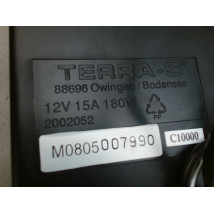 TERRA-S®
88696 Owingen / Bodensee
12V 15A 180W
2002052
PP
M0805007990
C10000